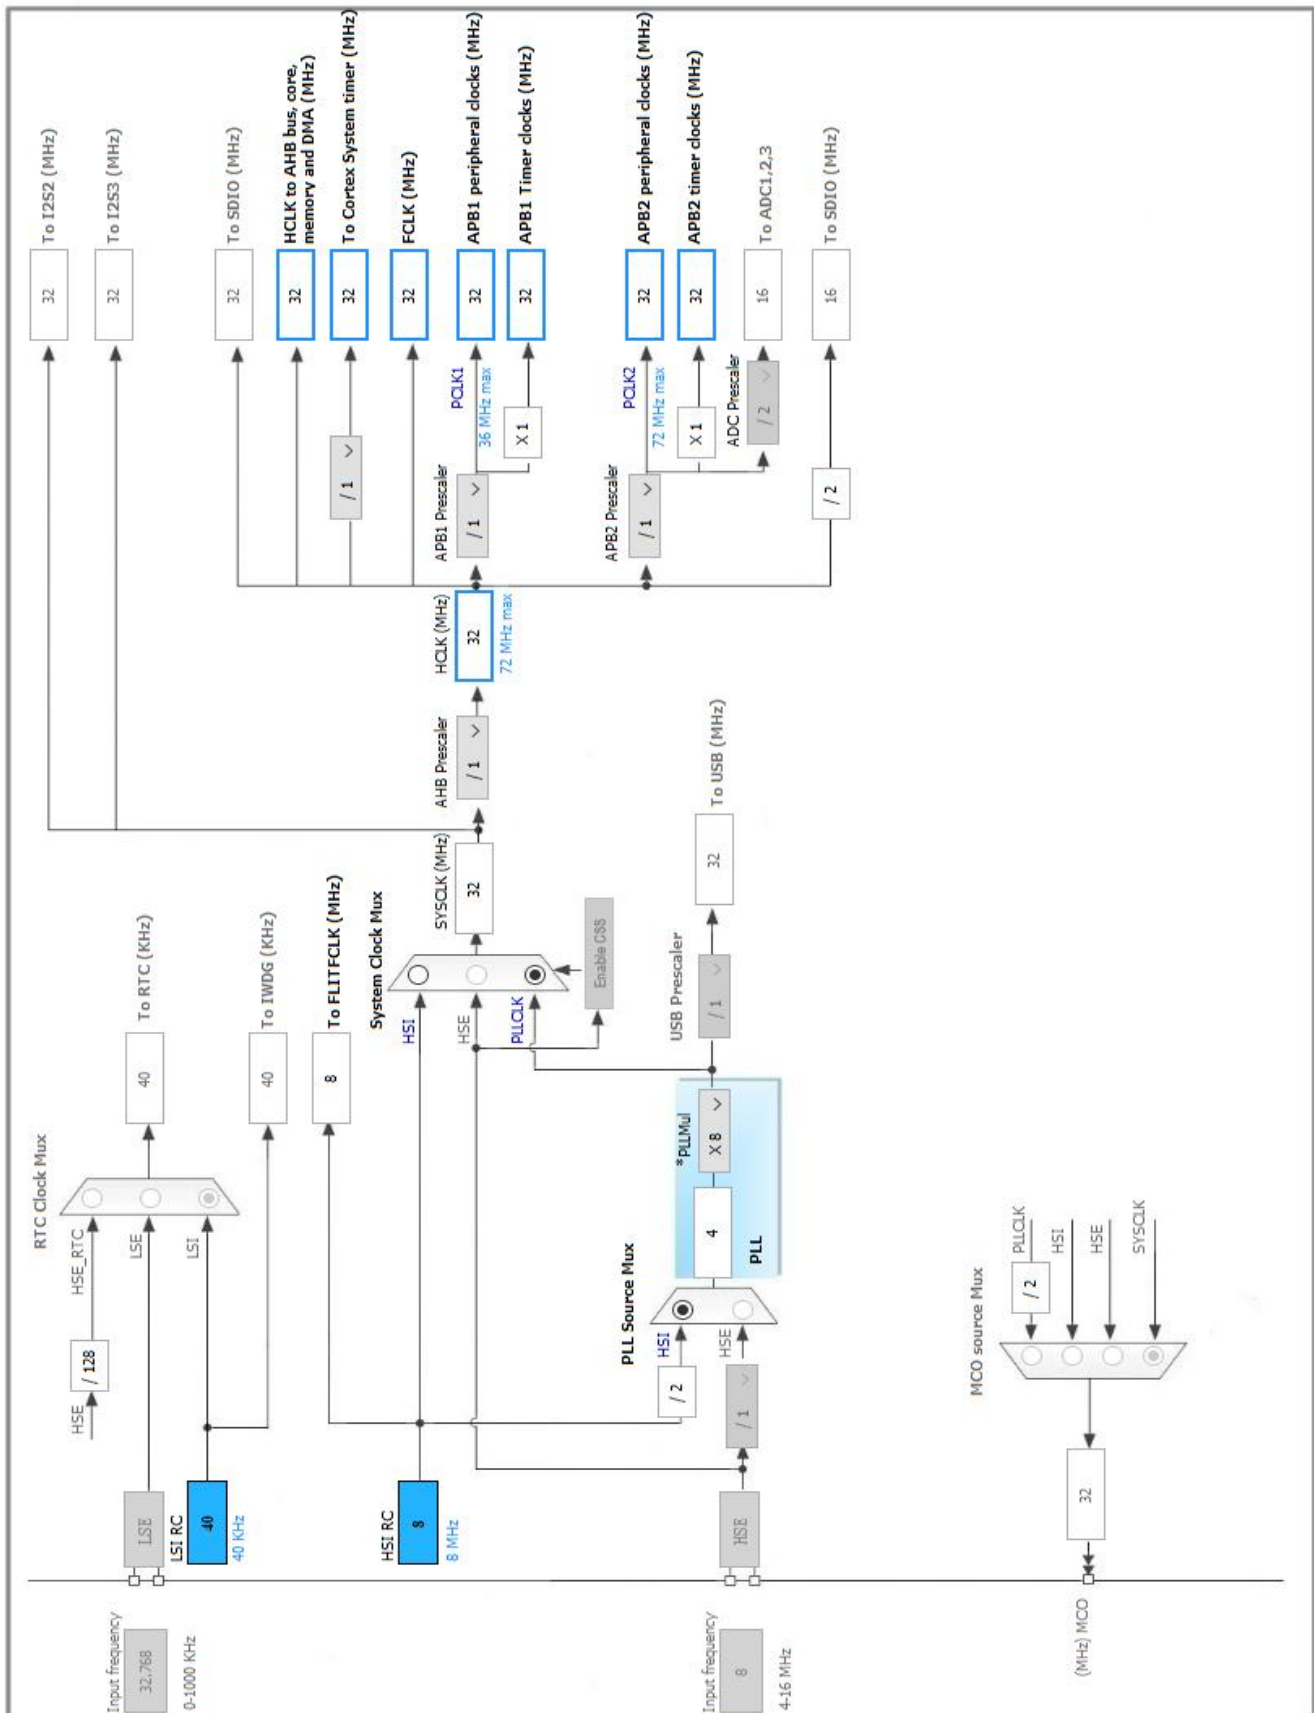 Input frequency
32.768
0-1000 KHz
LSE
LSI RC
40
40 KHz
HSE
/ 128
HSE_RTC
LSE
LSI
RTC Clock Mux
40
To RTC (KHz)
40
To IWDG (KHz)
8
To FLITFCLK (MHz)
HSI RC
8
8 MHz
Input frequency
8
4-16 MHz
HSE
/ 2
/ 1
HSI
HSE
PLL Source Mux
4
PLL
*PLLMul
X 8
USB Prescaler
/ 1
32
To USB (MHz)
HSI
HSE
PLLCLK
System Clock Mux
Enable CSS
SYSCLK (MHz)
32
AHB Prescaler
/ 1
HCLK (MHz)
32
72 MHz max
32
To I2S2 (MHz)
32
To I2S3 (MHz)
32
To SDIO (MHz)
32
HCLK to AHB bus, core,
memory and DMA (MHz)
/ 1
32
To Cortex System timer (MHz)
32
FCLK (MHz)
APB1 Prescaler
/ 1
PCLK1
36 MHz max
32
APB1 peripheral clocks (MHz)
X 1
32
APB1 Timer clocks (MHz)
APB2 Prescaler
/ 1
PCLK2
72 MHz max
32
APB2 peripheral clocks (MHz)
X 1
32
APB2 timer clocks (MHz)
ADC Prescaler
/ 2
16
To ADC1,2,3
/ 2
16
To SDIO (MHz)
MCO source Mux
PLLCLK
/ 2
HSI
HSE
SYSCLK
32
(MHz) MCO